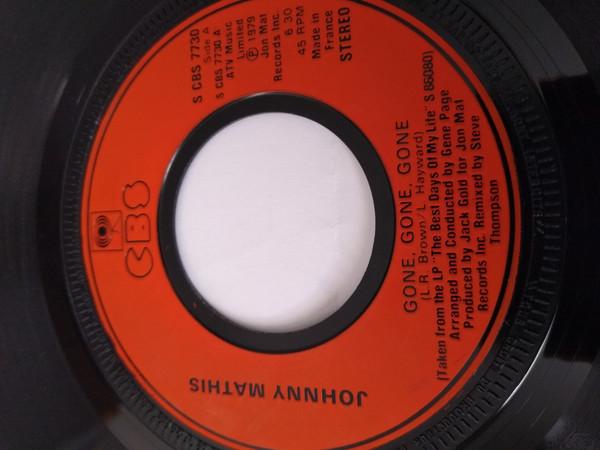 CBS
S CBS 7730
Side A
S CBS 7730 A
ATV Music
Limited
℗ 1979
Jon Mat
Records Inc.
6.30
45 RPM
Made in
France
STEREO
GONE, GONE, GONE
(L.R. Brown/L. Hayward)
(Taken from the LP "The Best Days Of My Life" S 86080)
Arranged and Conducted by Gene Page
Produced by Jack Gold for Jon Mat
Records Inc. Remixed by Steve
Thompson
JOHNNY MATHIS